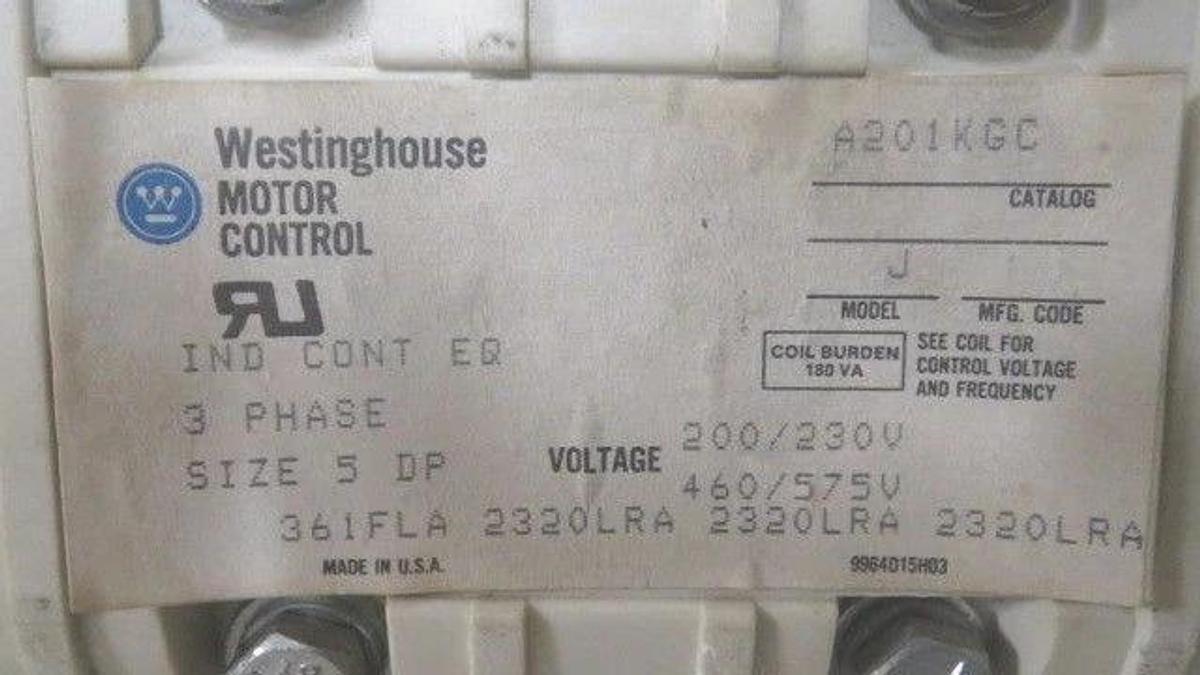 Westinghouse
MOTOR
CONTROL
A201KGC
CATALOG
J
MODEL MFG. CODE
COIL BURDEN
180 VA
SEE COIL FOR
CONTROL VOLTAGE
AND FREQUENCY
IND CONT EQ
3 PHASE
SIZE 5 DP
VOLTAGE 200/230V
460/575V
361FLA 2320LRA 2320LRA 2320LRA
MADE IN U.S.A.
9964D15H03